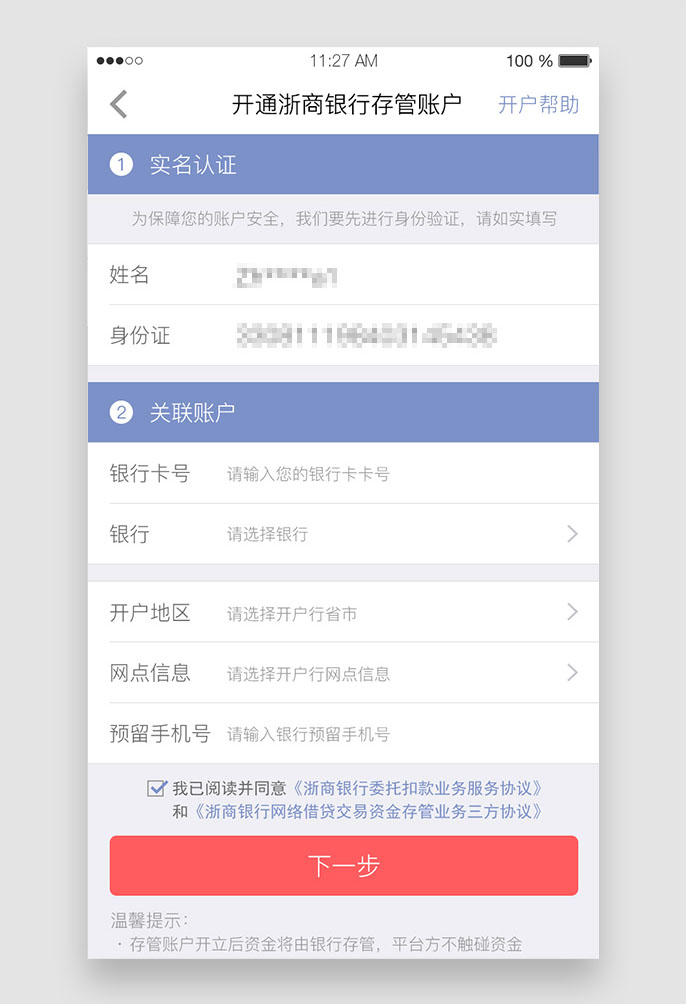 11:27 AM
100 %
开通浙商银行存管账户
开户帮助
1 实名认证
为保障您的账户安全，我们要先进行身份验证，请如实填写
姓名
身份证
2 关联账户
银行卡号 请输入您的银行卡卡号
银行 请选择银行
开户地区 请选择开户行省市
网点信息 请选择开户行网点信息
预留手机号 请输入银行预留手机号
我已阅读并同意《浙商银行委托扣款业务服务协议》
和《浙商银行网络借贷交易资金存管业务三方协议》
下一步
温馨提示：
· 存管账户开立后资金将由银行存管，平台方不触碰资金